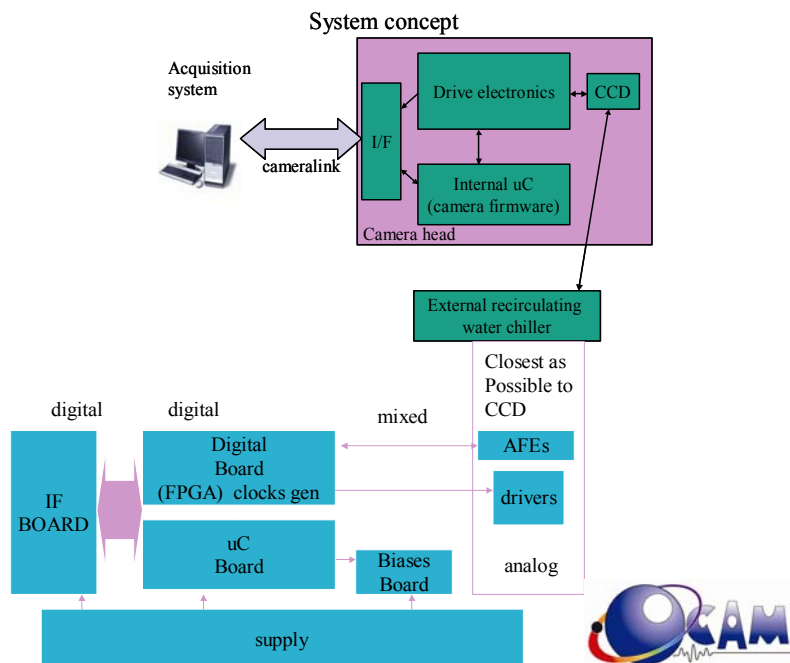 System concept
Acquisition
system
Drive electronics
CCD
I/F
cameralink
Internal uC
(camera firmware)
Camera head
External recirculating
water chiller
Closest as
Possible to
CCD
digital
digital
mixed
Digital
Board
(FPGA) clocks gen
AFEs
IF
BOARD
drivers
uC
Board
Biases
Board
analog
supply
OCAM